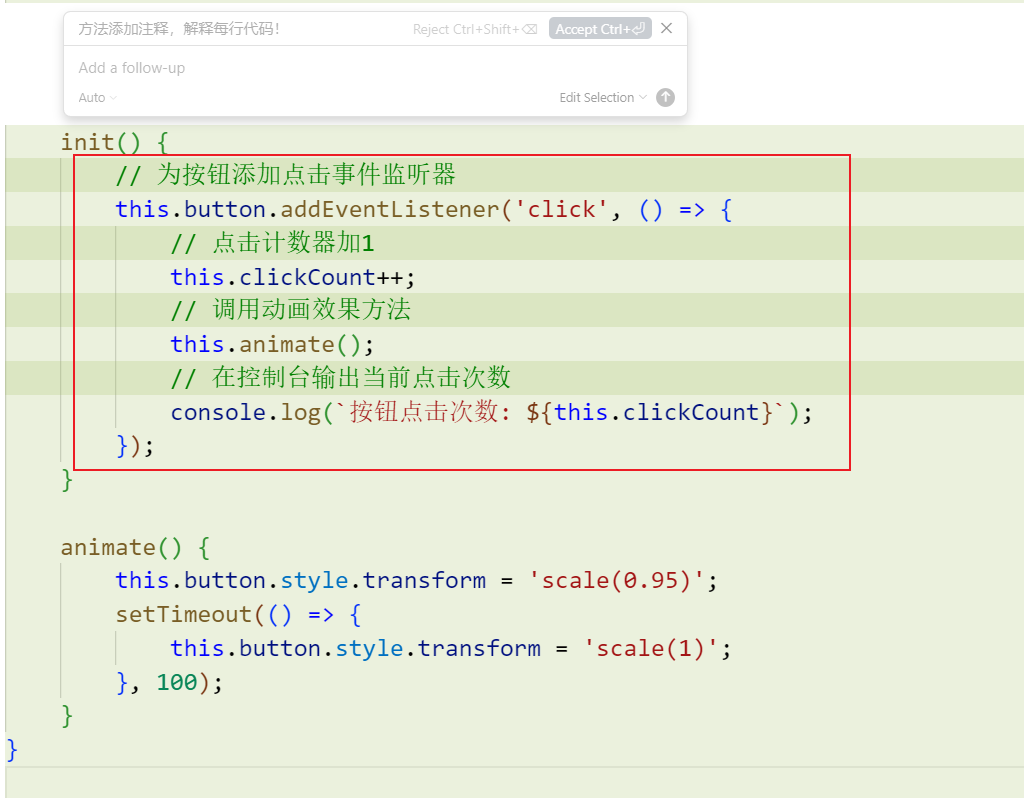 方法添加注释，解释每行代码！ Reject Ctrl+Shift+⌫ Accept Ctrl+⏎
Add a follow-up
Auto Edit Selection
init() {
// 为按钮添加点击事件监听器
this.button.addEventListener('click', () => {
// 点击计数器加1
this.clickCount++;
// 调用动画效果方法
this.animate();
// 在控制台输出当前点击次数
console.log(`按钮点击次数: ${this.clickCount}`);
});
}
animate() {
this.button.style.transform = 'scale(0.95)';
setTimeout(() => {
this.button.style.transform = 'scale(1)';
}, 100);
}
}